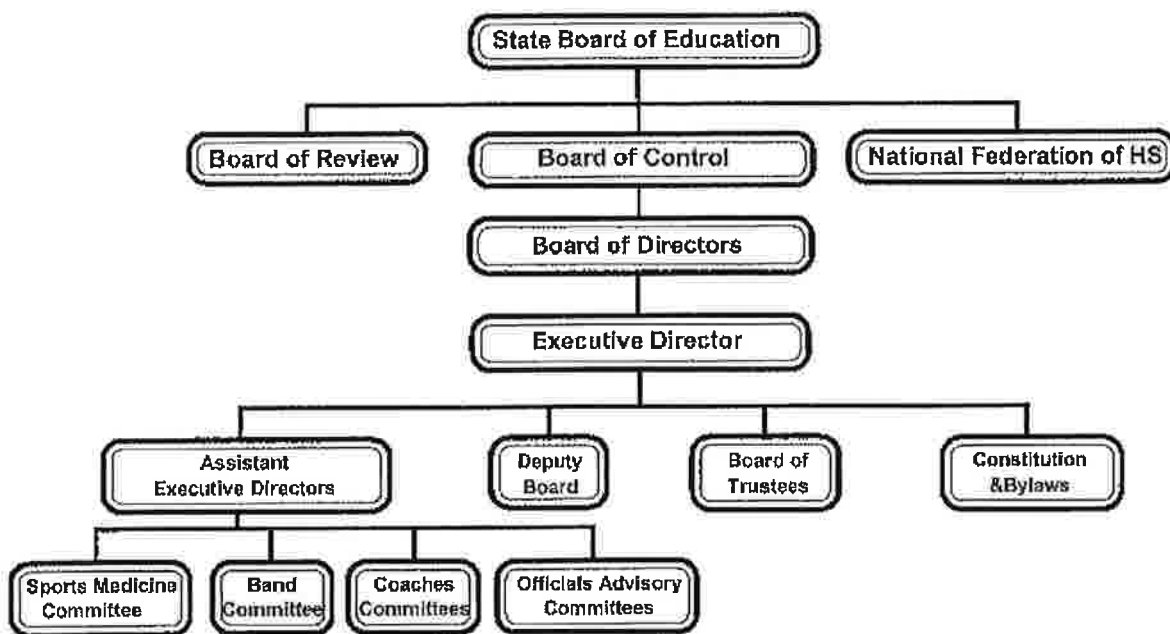 State Board of Education
Board of Review
Board of Control
National Federation of HS
Board of Directors
Executive Director
Assistant
Executive Directors
Deputy
Board
Board of
Trustees
Constitution
&Bylaws
Sports Medicine
Committee
Band
Committee
Coaches
Committees
Officials Advisory
Committees